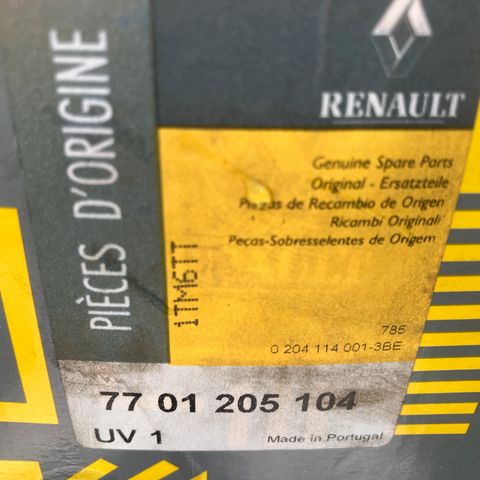 PIÈCES D'ORIGINE
RENAULT
Genuine Spare Parts
Original - Ersatzteile
Piezas de Recambio de Origen
Ricambi Originali
Peças-Sobresselentes de Origem
1TM6TT
785
0 204 114 001-3BE
77 01 205 104
UV 1
Made in Portugal